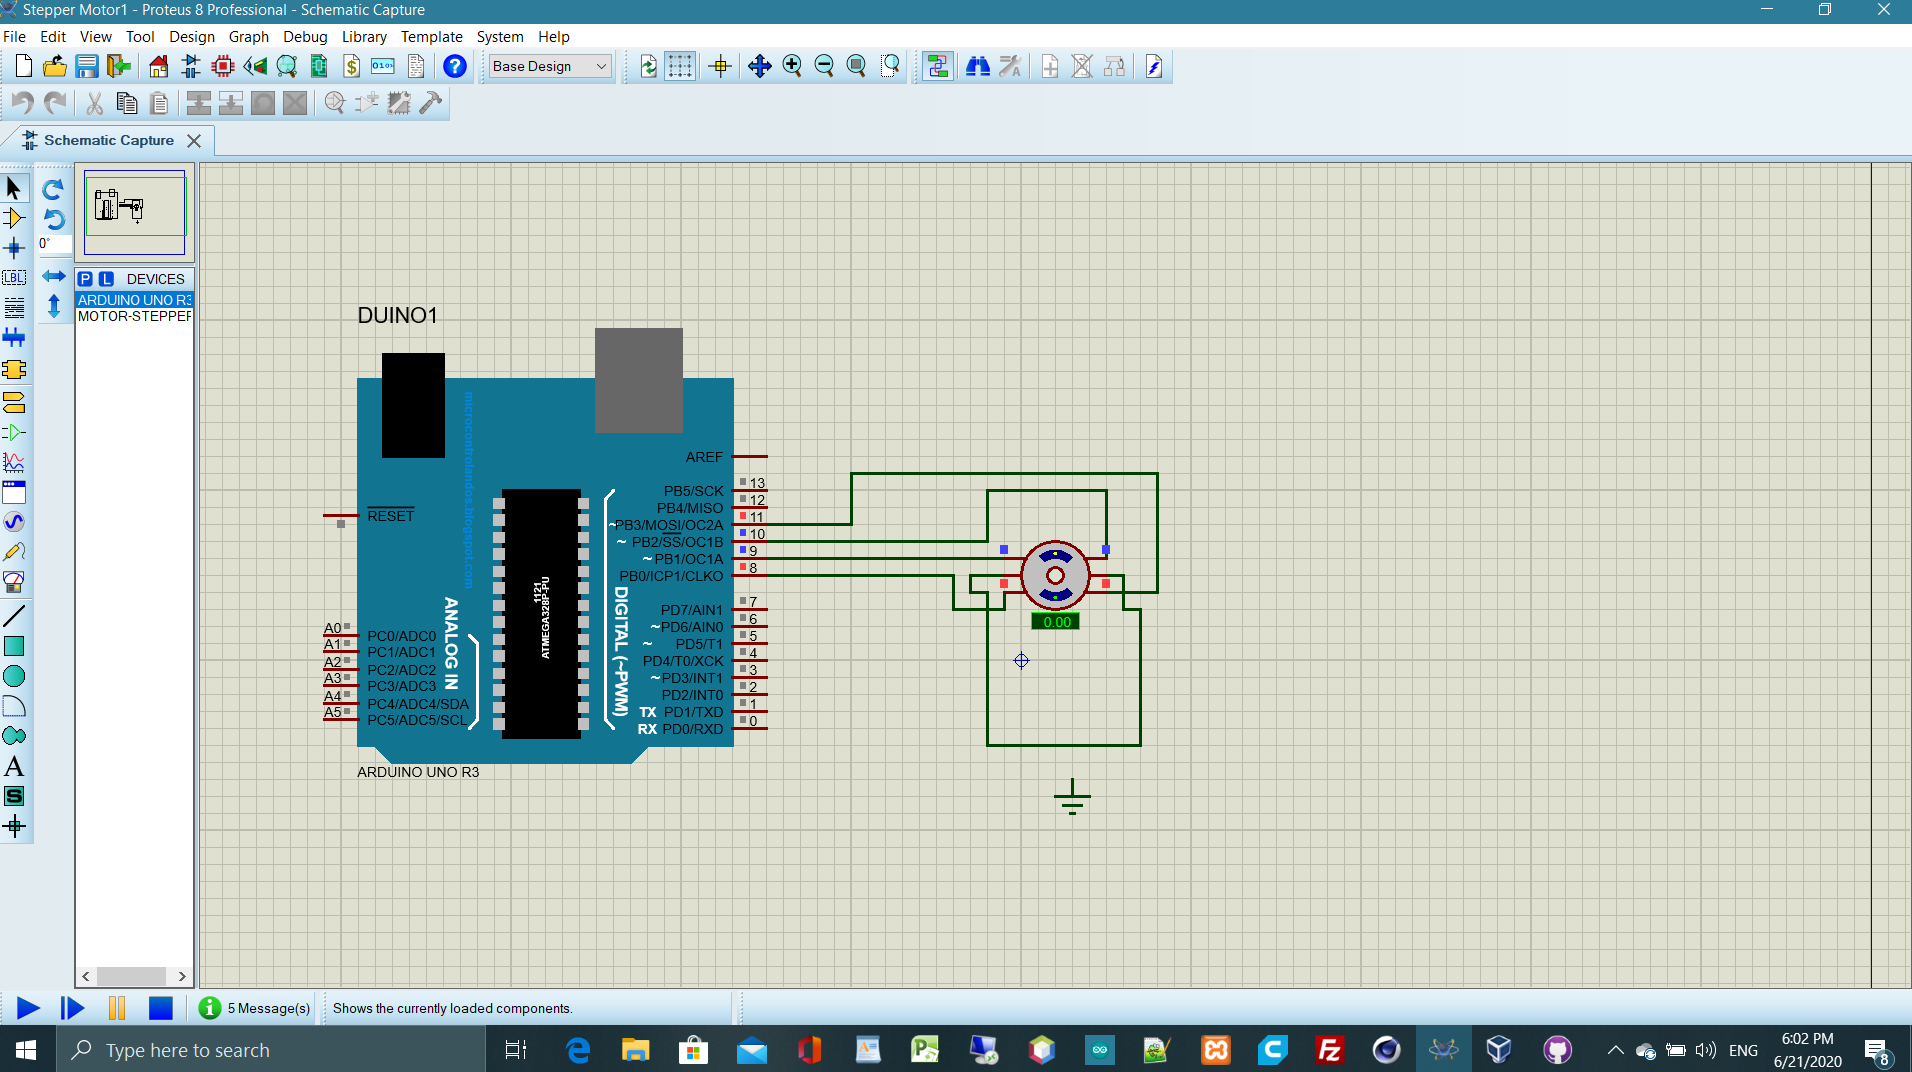 Stepper Motor1 - Proteus 8 Professional - Schematic Capture
File Edit View Tool Design Graph Debug Library Template System Help
Base Design
Schematic Capture
0°
LBL
P L DEVICES
ARDUINO UNO R3
MOTOR-STEPPER
DUINO1
microcontrolandos.blogspot.com
RESET
AREF
PB5/SCK 13
PB4/MISO 12
~PB3/MOSI/OC2A 11
~ PB2/SS/OC1B 10
~ PB1/OC1A 9
PB0/ICP1/CLKO 8
PD7/AIN1 7
~PD6/AIN0 6
~ PD5/T1 5
PD4/T0/XCK 4
~PD3/INT1 3
PD2/INT0 2
TX PD1/TXD 1
RX PD0/RXD 0
DIGITAL (~PWM)
1121
ATMEGA328P-PU
ANALOG IN
A0 PC0/ADC0
A1 PC1/ADC1
A2 PC2/ADC2
A3 PC3/ADC3
A4 PC4/ADC4/SDA
A5 PC5/ADC5/SCL
ARDUINO UNO R3
0.00
A
S
5 Message(s) Shows the currently loaded components.
Type here to search
ENG
6:02 PM
6/21/2020
8